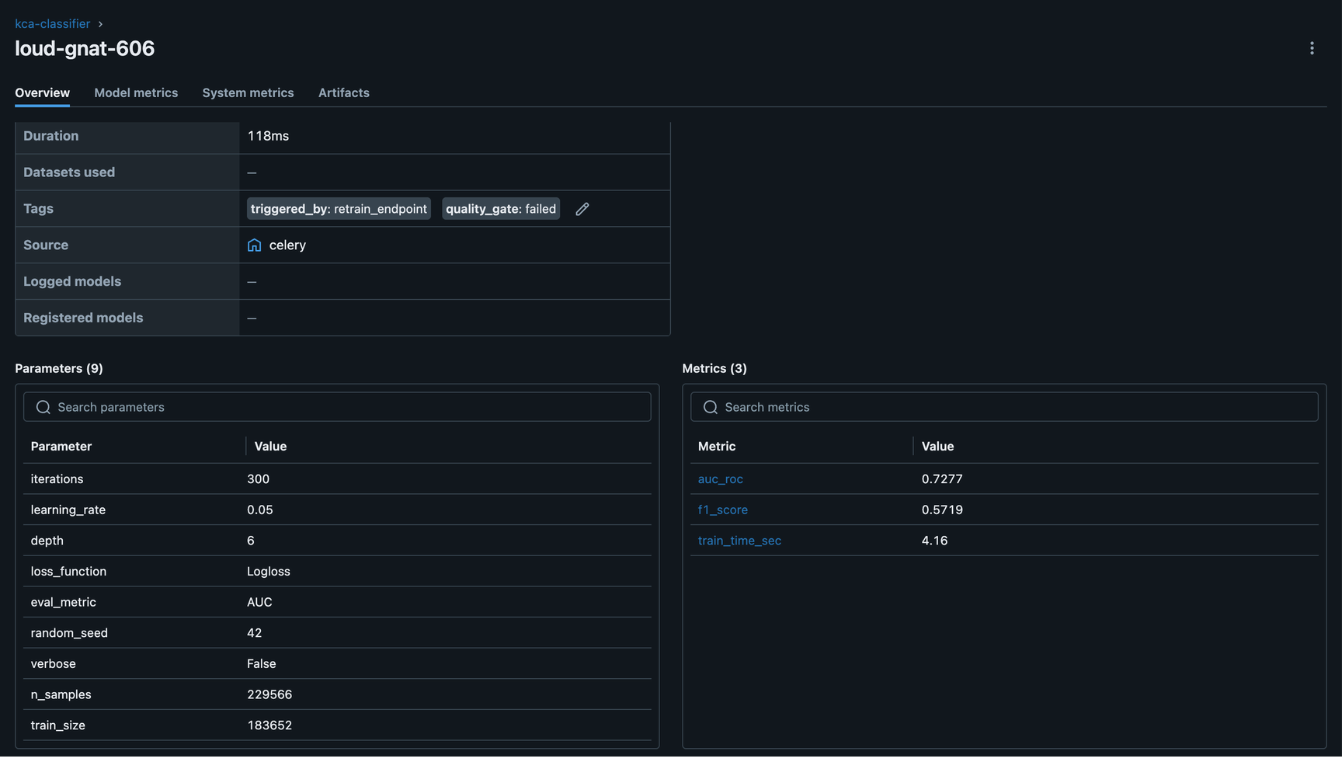 kca-classifier ›
loud-gnat-606
Overview Model metrics System metrics Artifacts
Duration 118ms
Datasets used —
Tags triggered_by: retrain_endpoint quality_gate: failed
Source celery
Logged models —
Registered models —
Parameters (9)
Search parameters
Parameter Value
iterations 300
learning_rate 0.05
depth 6
loss_function Logloss
eval_metric AUC
random_seed 42
verbose False
n_samples 229566
train_size 183652
Metrics (3)
Search metrics
Metric Value
auc_roc 0.7277
f1_score 0.5719
train_time_sec 4.16